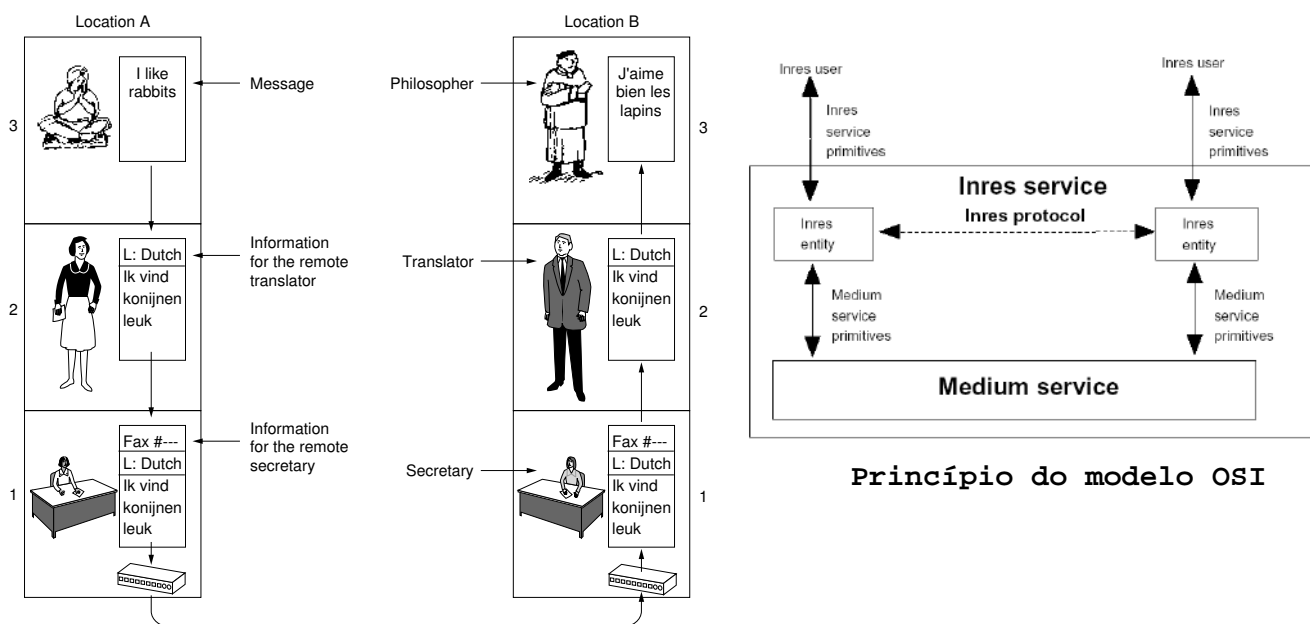 Location A
Location B
I like
rabbits
Message
Philosopher
J'aime
bien les
lapins
3
3
L: Dutch
Ik vind
konijnen
leuk
Information
for the remote
translator
Translator
L: Dutch
Ik vind
konijnen
leuk
2
2
Fax #---
L: Dutch
Ik vind
konijnen
leuk
Information
for the remote
secretary
Secretary
Fax #---
L: Dutch
Ik vind
konijnen
leuk
1
1
Inres user
Inres user
Inres
service
primitives
Inres
service
primitives
Inres service
Inres protocol
Inres
entity
Inres
entity
Medium
service
primitives
Medium
service
primitives
Medium service
Princípio do modelo OSI